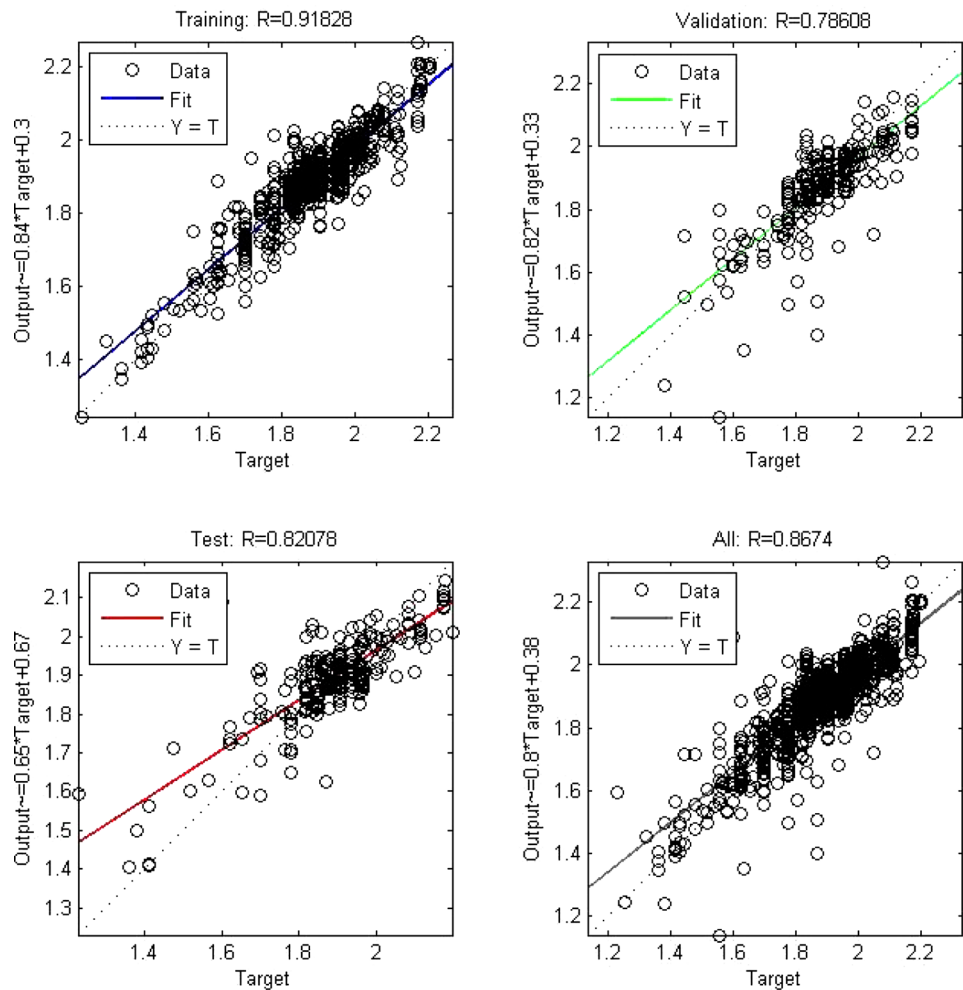 Training: R=0.91828
Output~=0.84*Target+0.3
2.2
2
1.8
1.6
1.4
Data
Fit
Y = T
1.4
1.6
1.8
2
2.2
Target
Validation: R=0.78608
Output~=0.82*Target+0.33
2.2
2
1.8
1.6
1.4
1.2
Data
Fit
Y = T
1.2
1.4
1.6
1.8
2
2.2
Target
Test: R=0.82078
Output~=0.65*Target+0.67
2.1
2
1.9
1.8
1.7
1.6
1.5
1.4
1.3
Data
Fit
Y = T
1.4
1.6
1.8
2
Target
All: R=0.8674
Output~=0.8*Target+0.38
2.2
2
1.8
1.6
1.4
1.2
Data
Fit
Y = T
1.2
1.4
1.6
1.8
2
2.2
Target